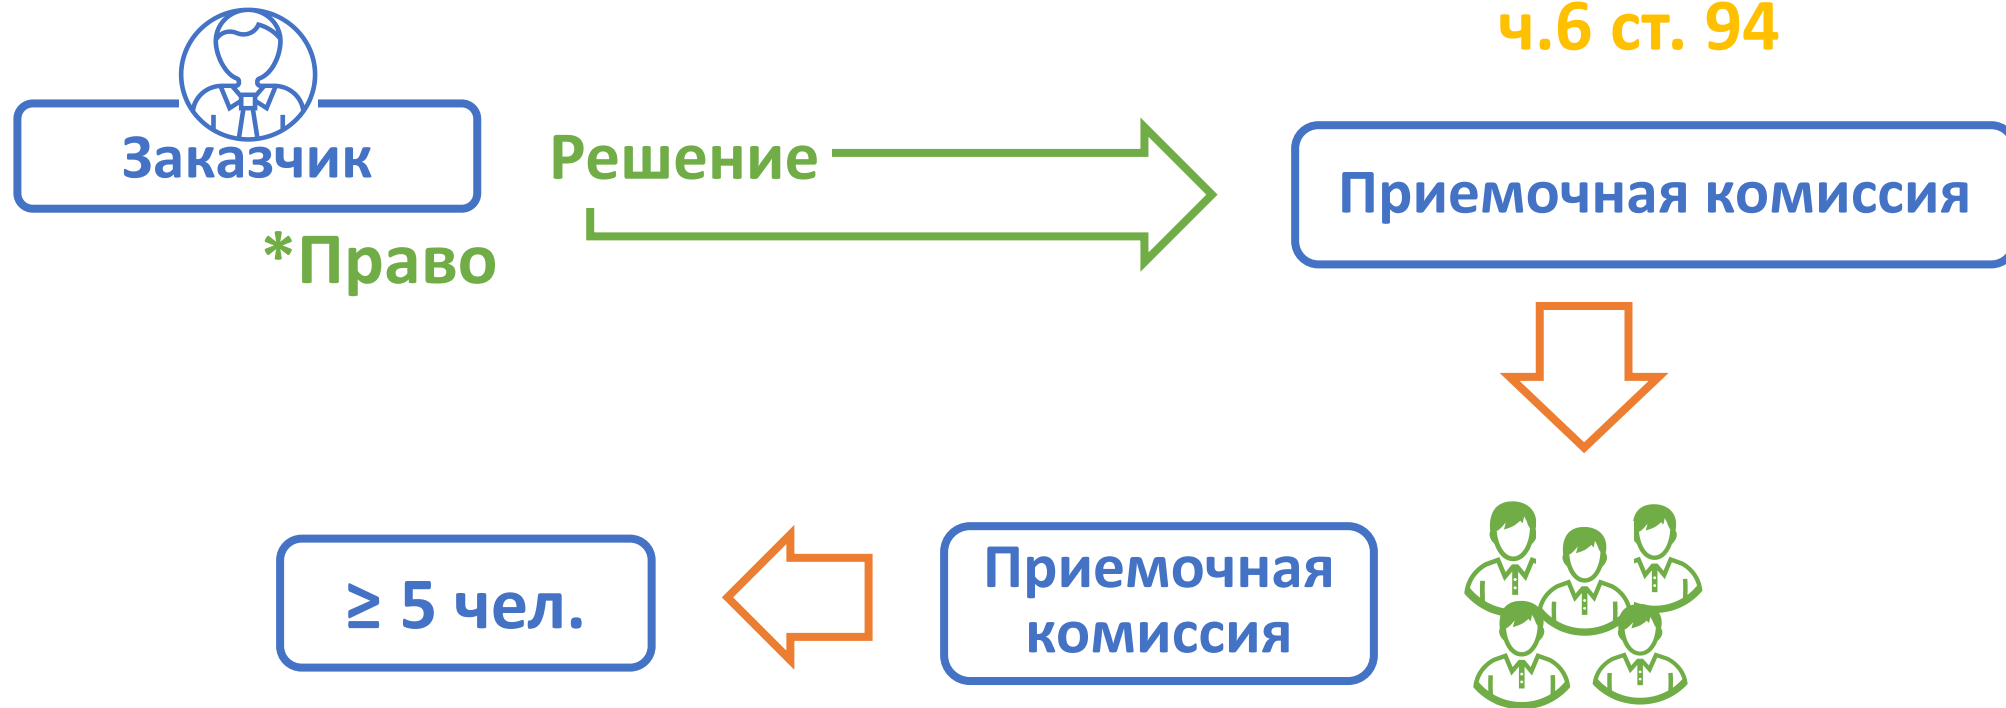 ч.6 ст. 94
Заказчик
Решение
Приемочная комиссия
*Право
Приемочная
комиссия
≥ 5 чел.